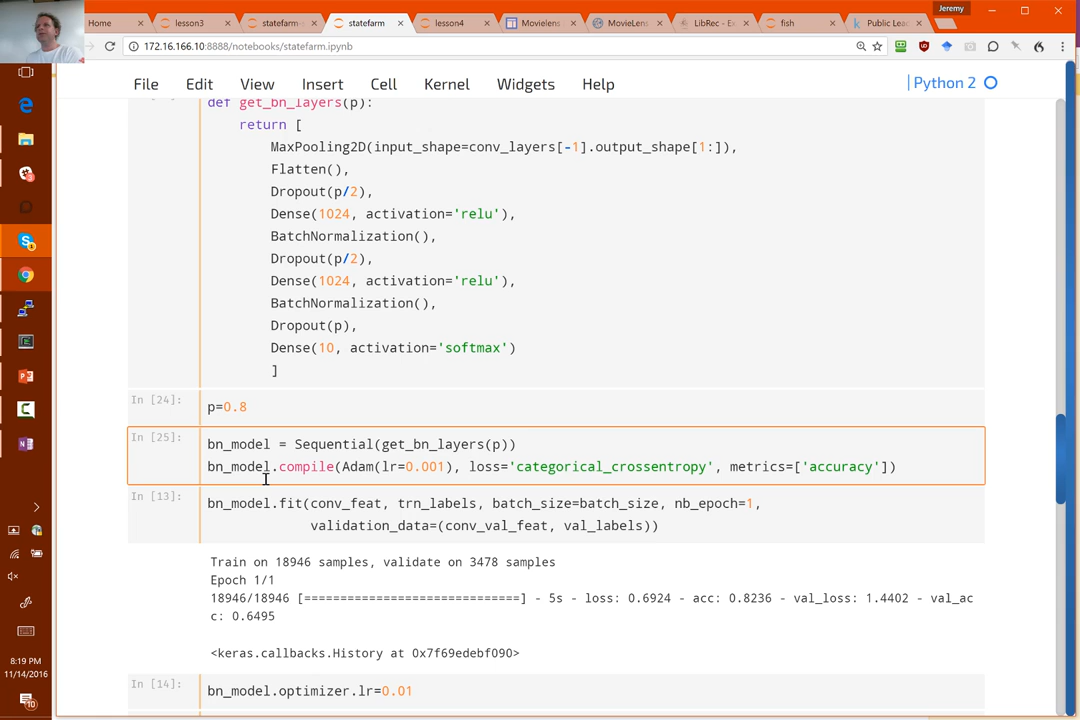 Jeremy
Home
lesson3
statefarm-s
statefarm
lesson4
Movielens
MovieLens
LibRec - Exa
fish
Public Lead
172.16.166.10:8888/notebooks/statefarm.ipynb
File Edit View Insert Cell Kernel Widgets Help
Python 2
def get_bn_layers(p):
return [
MaxPooling2D(input_shape=conv_layers[-1].output_shape[1:]),
Flatten(),
Dropout(p/2),
Dense(1024, activation='relu'),
BatchNormalization(),
Dropout(p/2),
Dense(1024, activation='relu'),
BatchNormalization(),
Dropout(p),
Dense(10, activation='softmax')
]
In [24]:
p=0.8
In [25]:
bn_model = Sequential(get_bn_layers(p))
bn_model.compile(Adam(lr=0.001), loss='categorical_crossentropy', metrics=['accuracy'])
In [13]:
bn_model.fit(conv_feat, trn_labels, batch_size=batch_size, nb_epoch=1,
validation_data=(conv_val_feat, val_labels))
Train on 18946 samples, validate on 3478 samples
Epoch 1/1
18946/18946 [==============================] - 5s - loss: 0.6924 - acc: 0.8236 - val_loss: 1.4402 - val_ac
c: 0.6495
<keras.callbacks.History at 0x7f69edebf090>
In [14]:
bn_model.optimizer.lr=0.01
8:19 PM
11/14/2016
10